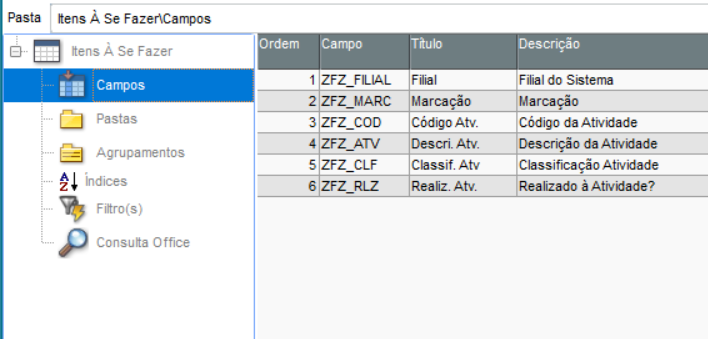 Pasta Itens À Se Fazer\Campos
Itens À Se Fazer
Campos
Pastas
Agrupamentos
Índices
Filtro(s)
Consulta Office
Ordem Campo Título Descrição
1 ZFZ_FILIAL Filial Filial do Sistema
2 ZFZ_MARC Marcação Marcação
3 ZFZ_COD Código Atv. Código da Atividade
4 ZFZ_ATV Descri. Atv. Descrição da Atividade
5 ZFZ_CLF Classif. Atv Classificação Atividade
6 ZFZ_RLZ Realiz. Atv. Realizado à Atividade?